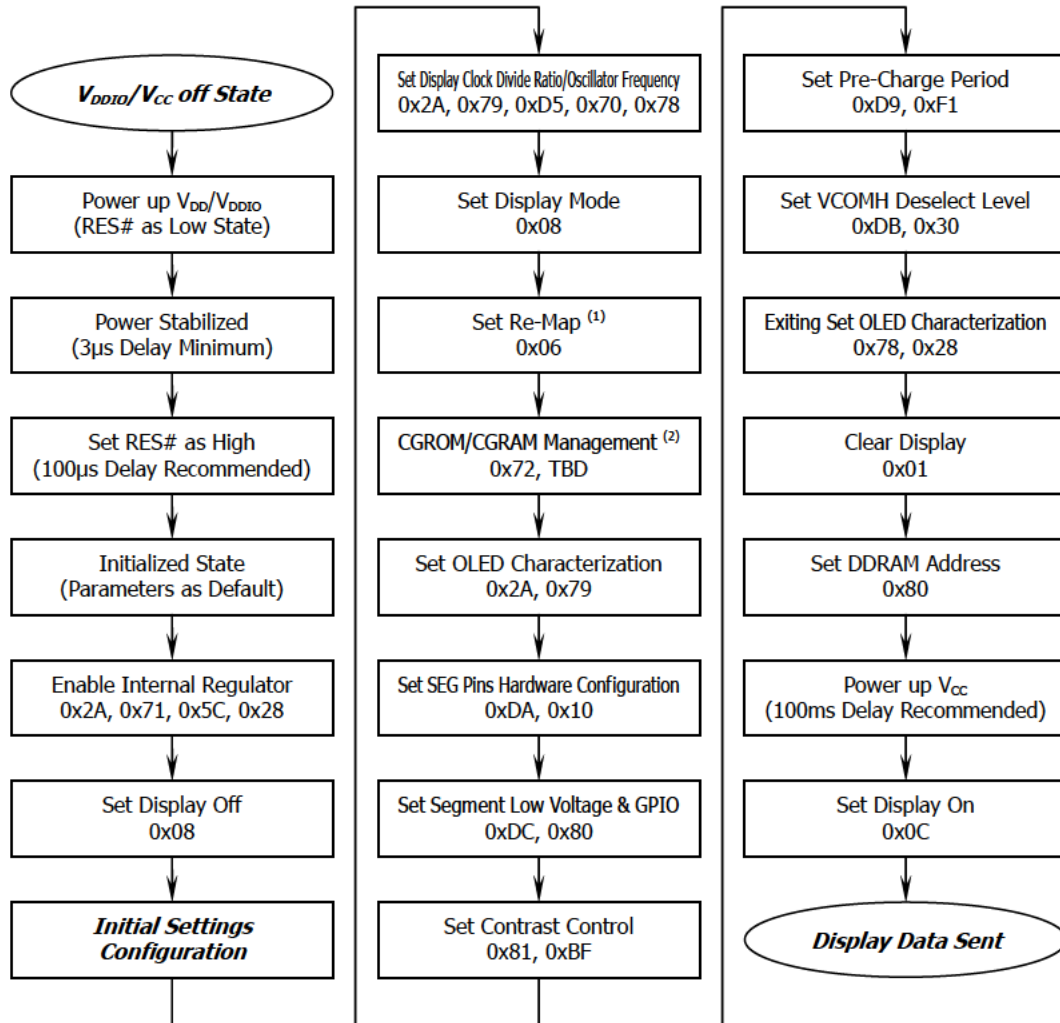 VDDIO/VCC off State
Power up VDD/VDDIO
(RES# as Low State)
Power Stabilized
(3µs Delay Minimum)
Set RES# as High
(100µs Delay Recommended)
Initialized State
(Parameters as Default)
Enable Internal Regulator
0x2A, 0x71, 0x5C, 0x28
Set Display Off
0x08
Initial Settings
Configuration
Set Display Clock Divide Ratio/Oscillator Frequency
0x2A, 0x79, 0xD5, 0x70, 0x78
Set Display Mode
0x08
Set Re-Map (1)
0x06
CGROM/CGRAM Management (2)
0x72, TBD
Set OLED Characterization
0x2A, 0x79
Set SEG Pins Hardware Configuration
0xDA, 0x10
Set Segment Low Voltage & GPIO
0xDC, 0x80
Set Contrast Control
0x81, 0xBF
Set Pre-Charge Period
0xD9, 0xF1
Set VCOMH Deselect Level
0xDB, 0x30
Exiting Set OLED Characterization
0x78, 0x28
Clear Display
0x01
Set DDRAM Address
0x80
Power up VCC
(100ms Delay Recommended)
Set Display On
0x0C
Display Data Sent